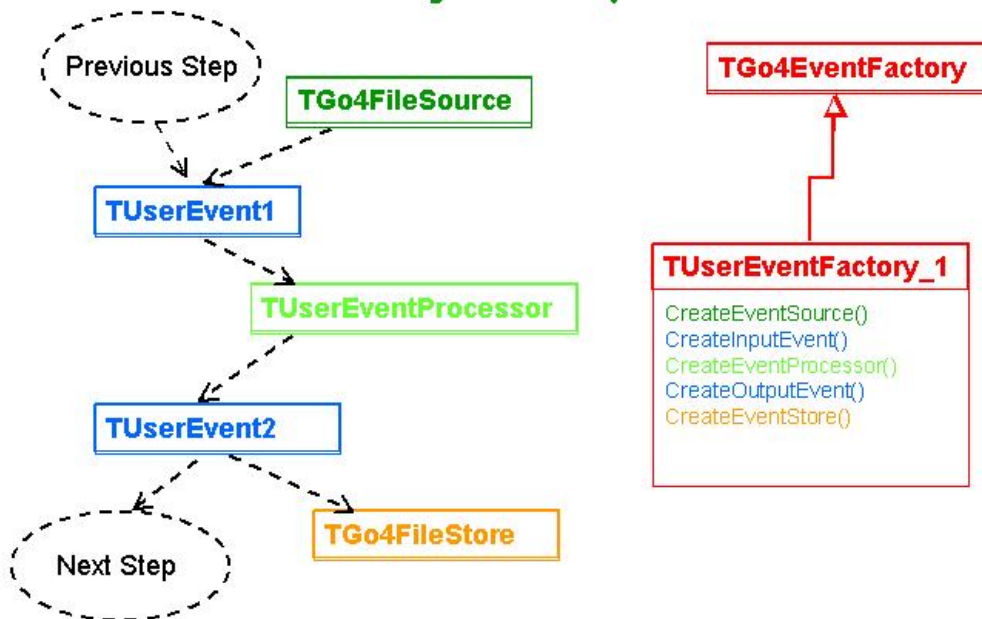 Previous Step
TGo4FileSource
TUserEvent1
TUserEventProcessor
TUserEvent2
TGo4FileStore
Next Step
TGo4EventFactory
TUserEventFactory_1
CreateEventSource()
CreateInputEvent()
CreateEventProcessor()
CreateOutputEvent()
CreateEventStore()